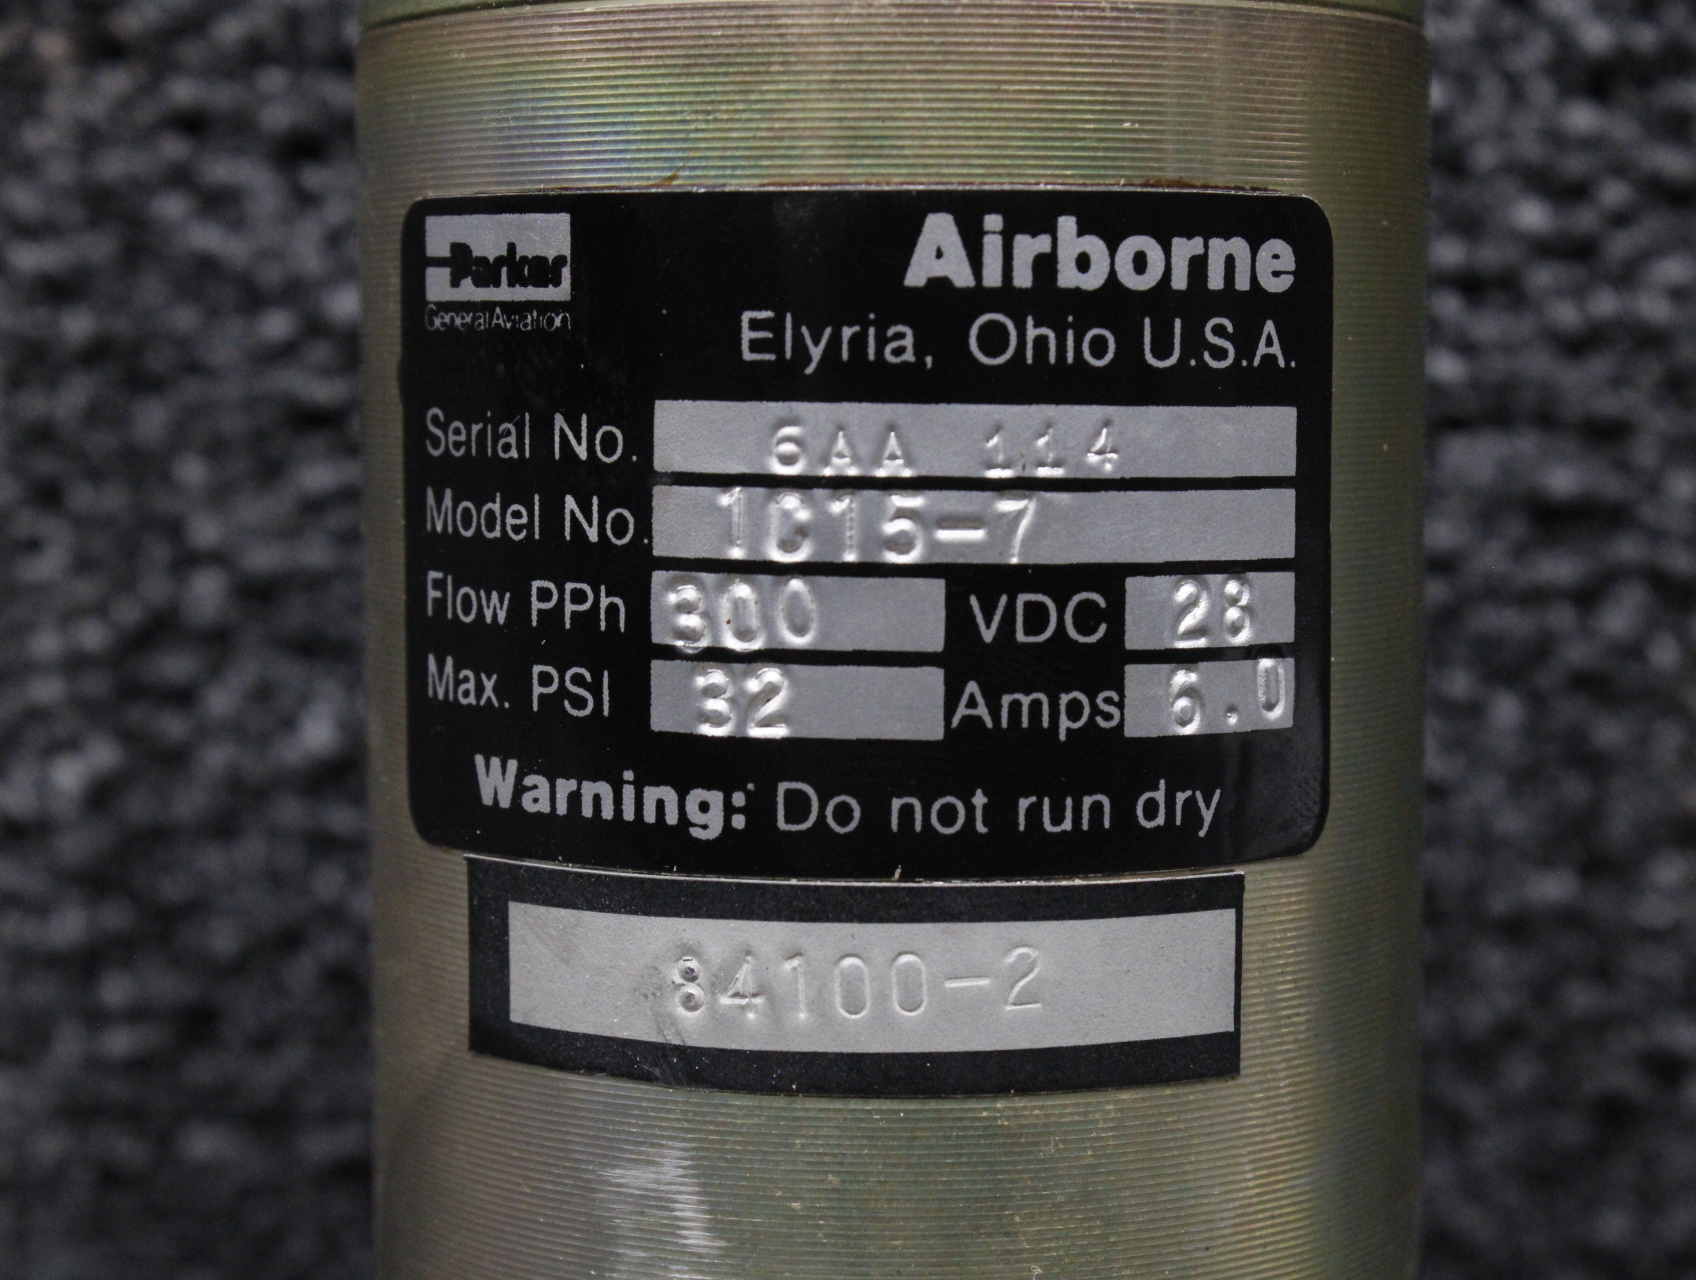 Parker
General Aviation
Airborne
Elyria, Ohio U.S.A.
Serial No. 6AA 114
Model No. 1C15-7
Flow PPh 300 VDC 28
Max. PSI 32 Amps 6.0
Warning: Do not run dry
84100-2